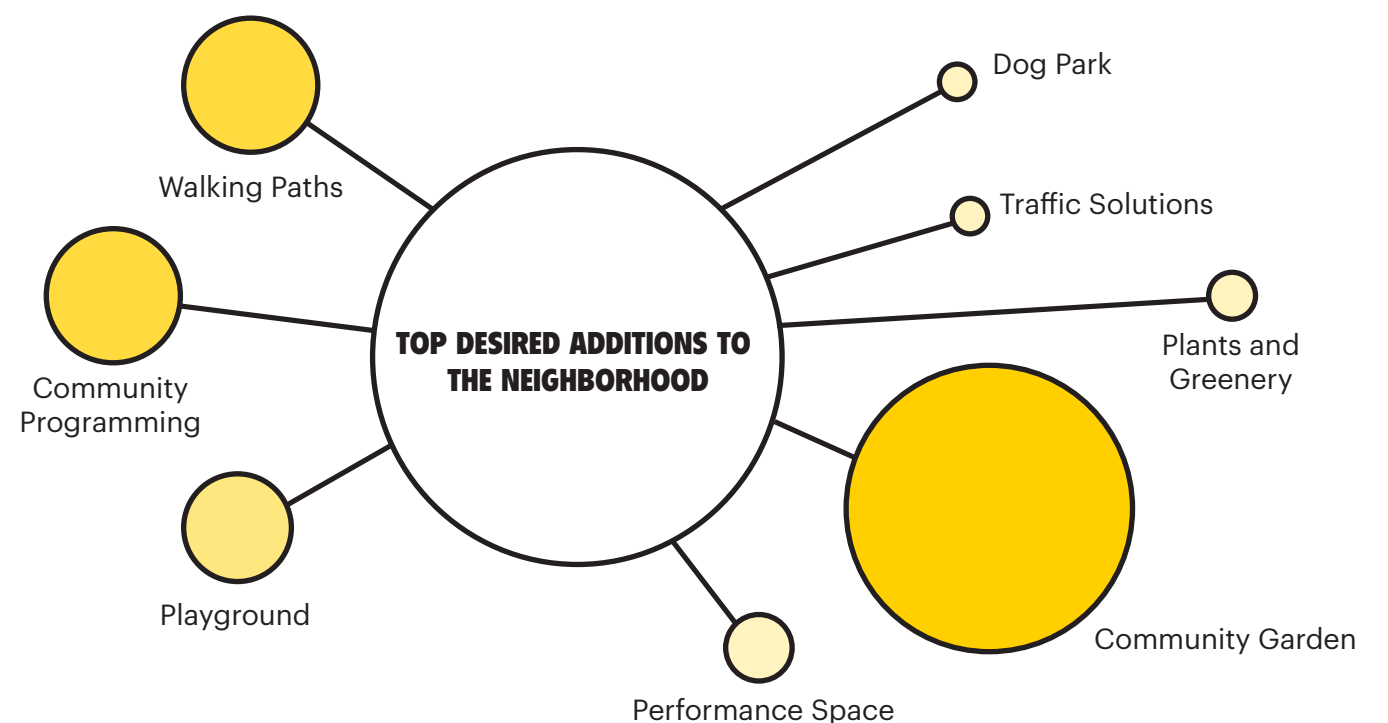 Dog Park
Walking Paths
Traffic Solutions
TOP DESIRED ADDITIONS TO
THE NEIGHBORHOOD
Plants and
Greenery
Community
Programming
Playground
Community Garden
Performance Space